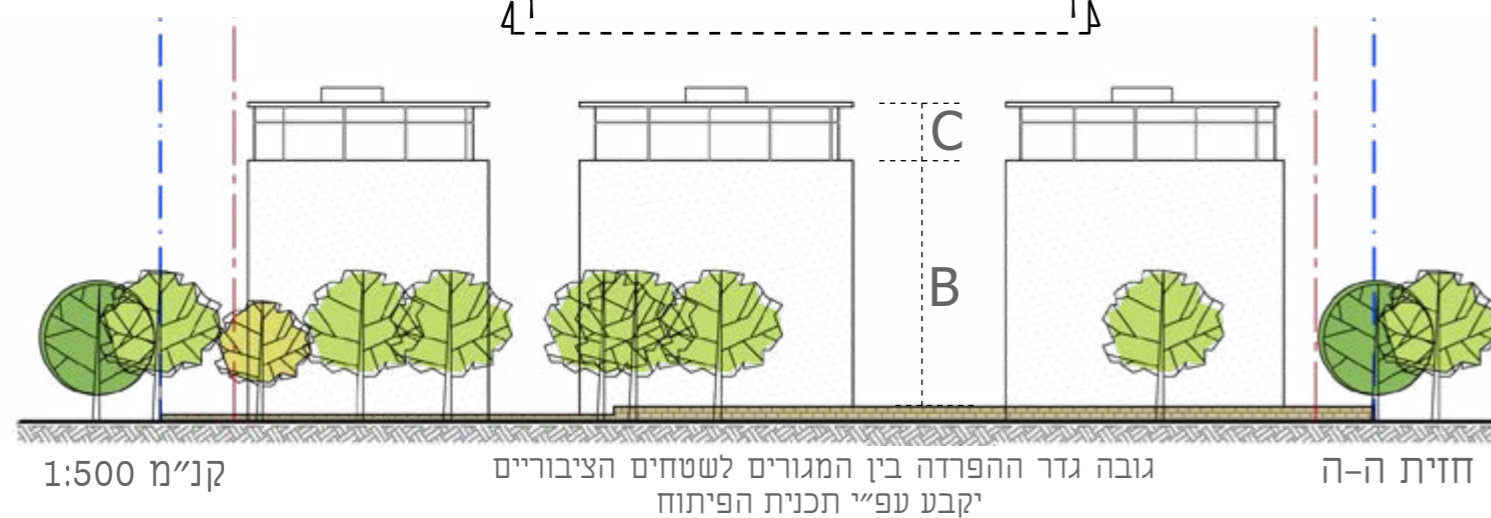 C
B
חזית ה-ה
גובה גדר ההפרדה בין המגורים לשטחים הציבוריים
יקבע עפ״י תכנית הפיתוח
קנ״מ 1:500